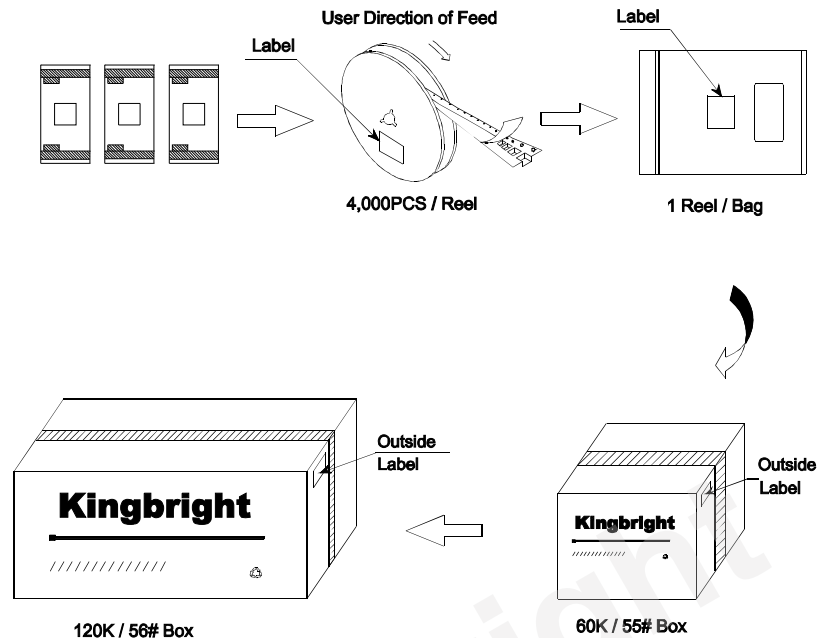 User Direction of Feed
Label
Label
4,000PCS / Reel
1 Reel / Bag
Outside
Label
Kingbright
120K / 56# Box
Outside
Label
Kingbright
60K / 55# Box